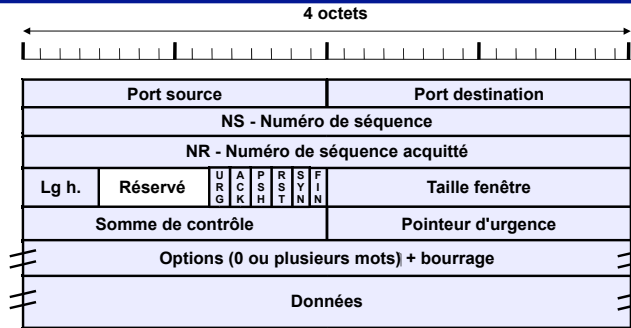 4 octets
Port source Port destination
NS - Numéro de séquence
NR - Numéro de séquence acquitté
Lg h. Réservé URG ACK PSH RST SYN FIN Taille fenêtre
Somme de contrôle Pointeur d'urgence
Options (0 ou plusieurs mots) + bourrage
Données